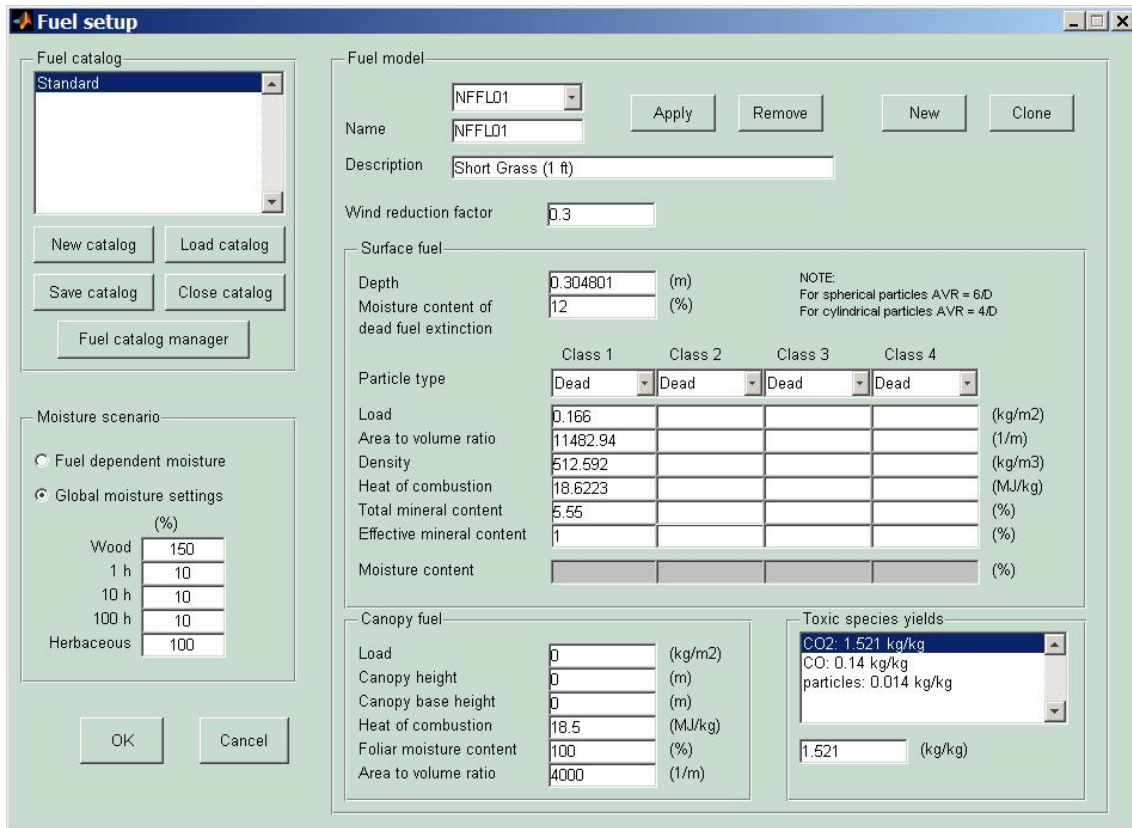 Fuel setup
Fuel catalog
Standard
New catalog
Load catalog
Save catalog
Close catalog
Fuel catalog manager
Moisture scenario
Fuel dependent moisture
Global moisture settings
(%)
Wood 150
1 h 10
10 h 10
100 h 10
Herbaceous 100
OK
Cancel
Fuel model
NFFL01
Apply
Remove
New
Clone
Name NFFL01
Description Short Grass (1 ft)
Wind reduction factor 0.3
Surface fuel
Depth 0.304801 (m)
Moisture content of
dead fuel extinction
12 (%)
NOTE:
For spherical particles AVR = 6/D
For cylindrical particles AVR = 4/D
Class 1 Class 2 Class 3 Class 4
Particle type Dead Dead Dead Dead
Load 0.166 (kg/m2)
Area to volume ratio 11482.94 (1/m)
Density 512.592 (kg/m3)
Heat of combustion 18.6223 (MJ/kg)
Total mineral content 5.55 (%)
Effective mineral content 1 (%)
Moisture content (%)
Canopy fuel
Load 0 (kg/m2)
Canopy height 0 (m)
Canopy base height 0 (m)
Heat of combustion 18.5 (MJ/kg)
Foliar moisture content 100 (%)
Area to volume ratio 4000 (1/m)
Toxic species yields
CO2: 1.521 kg/kg
CO: 0.14 kg/kg
particles: 0.014 kg/kg
1.521 (kg/kg)